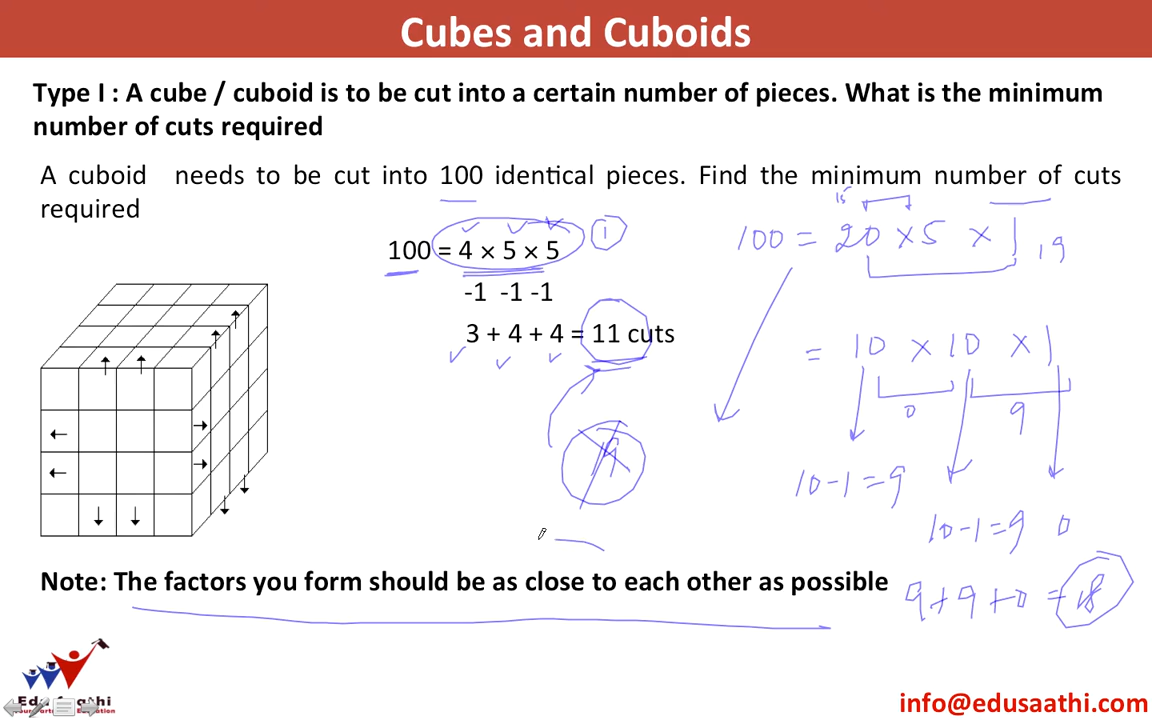 Cubes and Cuboids
Type I : A cube / cuboid is to be cut into a certain number of pieces. What is the minimum
number of cuts required
A cuboid needs to be cut into 100 identical pieces. Find the minimum number of cuts
required
15
100 = 4 × 5 × 5
1
100 = 20 × 5 × 1
19
-1 -1 -1
3 + 4 + 4 = 11 cuts
= 10 × 10 × 1
0
9
10-1=9
10-1=9 0
Note: The factors you form should be as close to each other as possible
9+9+0=18
info@edusaathi.com